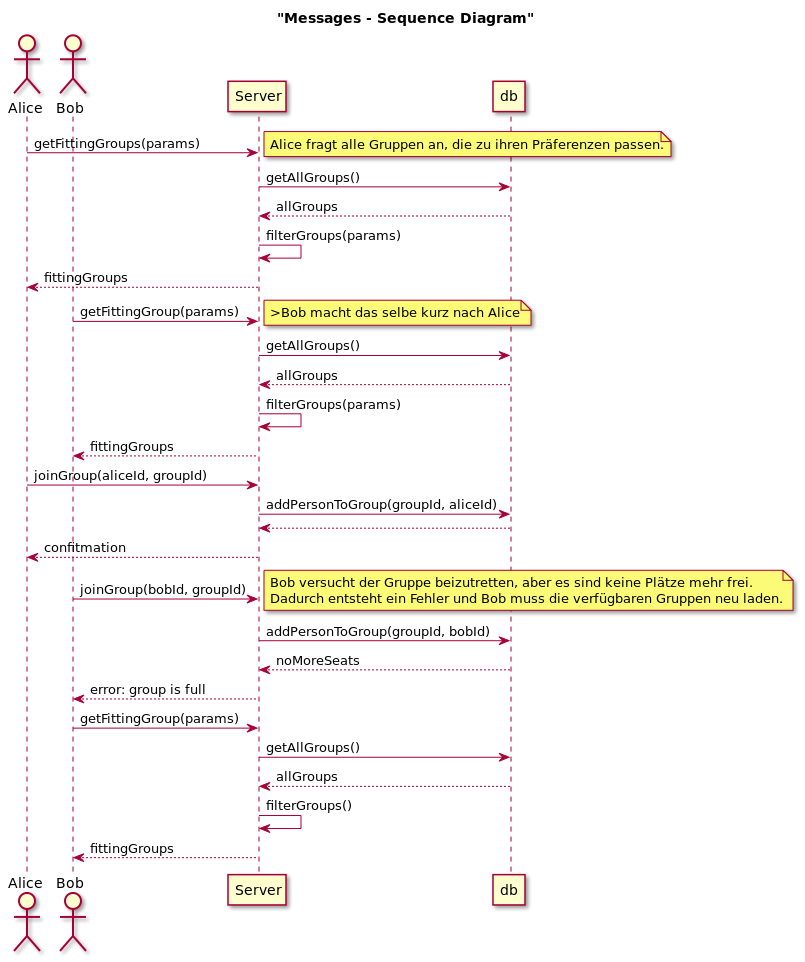 "Messages - Sequence Diagram"
Alice
Bob
Server
db
getFittingGroups(params)
Alice fragt alle Gruppen an, die zu ihren Präferenzen passen.
getAllGroups()
allGroups
filterGroups(params)
fittingGroups
getFittingGroup(params)
>Bob macht das selbe kurz nach Alice
getAllGroups()
allGroups
filterGroups(params)
fittingGroups
joinGroup(aliceId, groupId)
addPersonToGroup(groupId, aliceId)
confitmation
joinGroup(bobId, groupId)
Bob versucht der Gruppe beizutretten, aber es sind keine Plätze mehr frei.
Dadurch entsteht ein Fehler und Bob muss die verfügbaren Gruppen neu laden.
addPersonToGroup(groupId, bobId)
noMoreSeats
error: group is full
getFittingGroup(params)
getAllGroups()
allGroups
filterGroups()
fittingGroups
Alice
Bob
Server
db